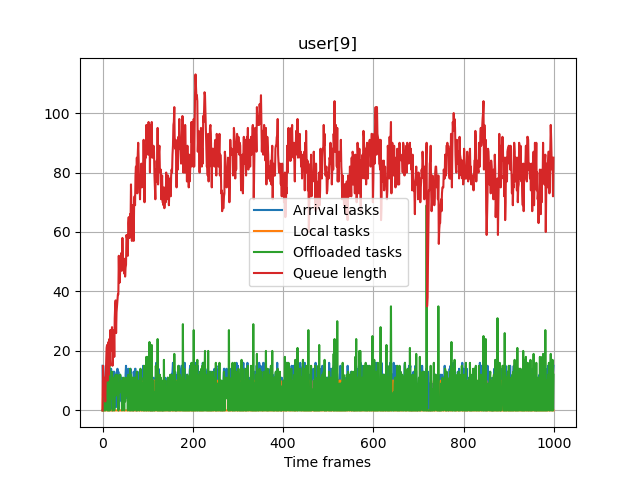 user[9]
100
80
60
40
20
0
Arrival tasks
Local tasks
Offloaded tasks
Queue length
0 200 400 600 800 1000
Time frames